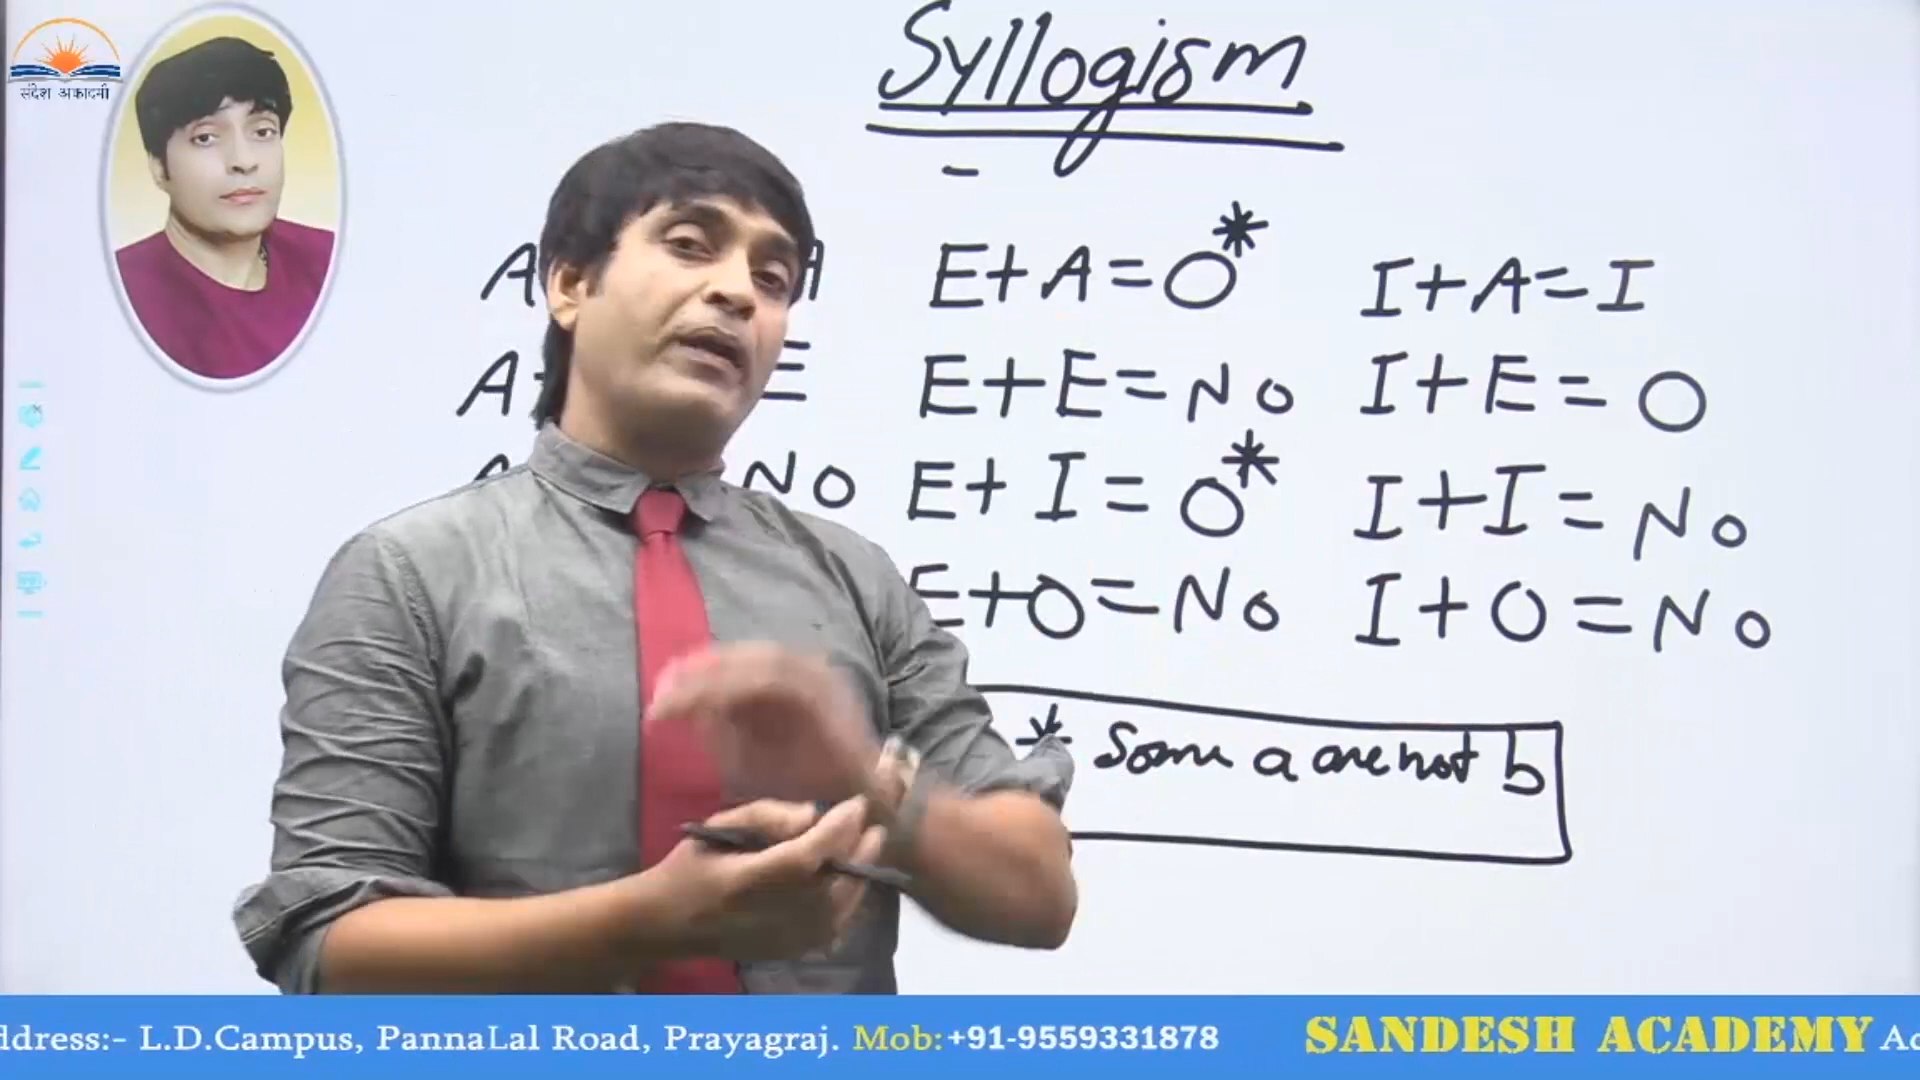 संदेश अकादमी
Syllogism
E+A=O* I+A=I
E+E=No I+E=O
No E+I=O* I+I=No
E+O=No I+O=No
* Some a are not b
ddress:- L.D.Campus, PannaLal Road, Prayagraj. Mob:+91-9559331878 SANDESH ACADEMY Ad